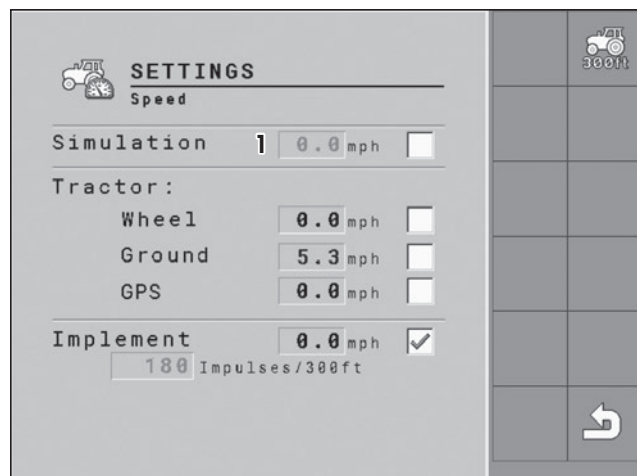 300ft
SETTINGS
Speed
Simulation 1 0.0 mph
Tractor:
Wheel 0.0 mph
Ground 5.3 mph
GPS 0.0 mph
Implement 0.0 mph
180 Impulses/300ft